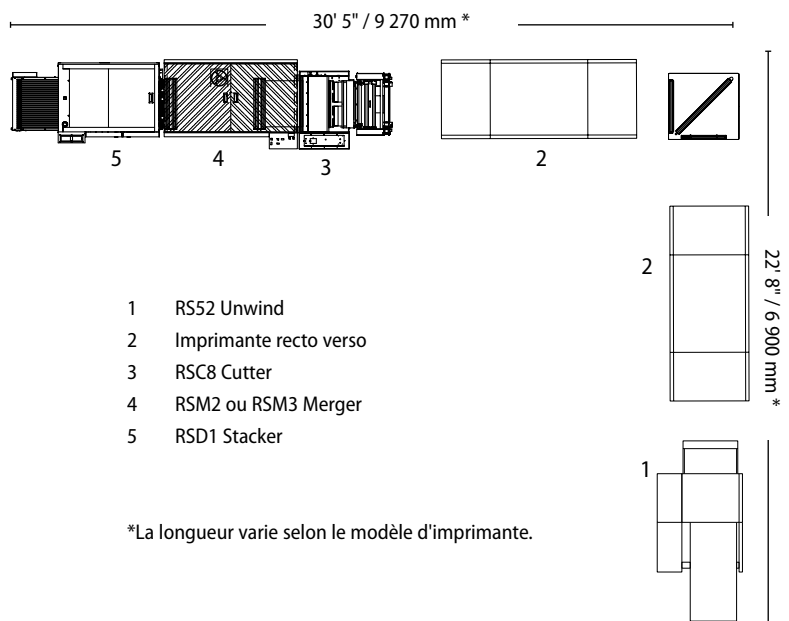 30' 5" / 9 270 mm *
5
4
3
2
2
22' 8" / 6 900 mm *
1 RS52 Unwind
2 Imprimante recto verso
3 RSC8 Cutter
4 RSM2 ou RSM3 Merger
5 RSD1 Stacker
1
*La longueur varie selon le modèle d'imprimante.